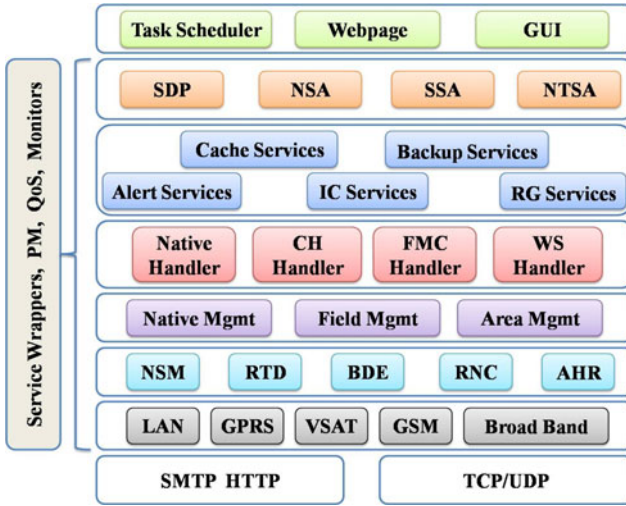 Task Scheduler Webpage GUI
Service Wrappers, PM, QoS, Monitors
SDP NSA SSA NTSA
Cache Services Backup Services
Alert Services IC Services RG Services
Native Handler
CH Handler
FMC Handler
WS Handler
Native Mgmt Field Mgmt Area Mgmt
NSM RTD BDE RNC AHR
LAN GPRS VSAT GSM Broad Band
SMTP HTTP TCP/UDP